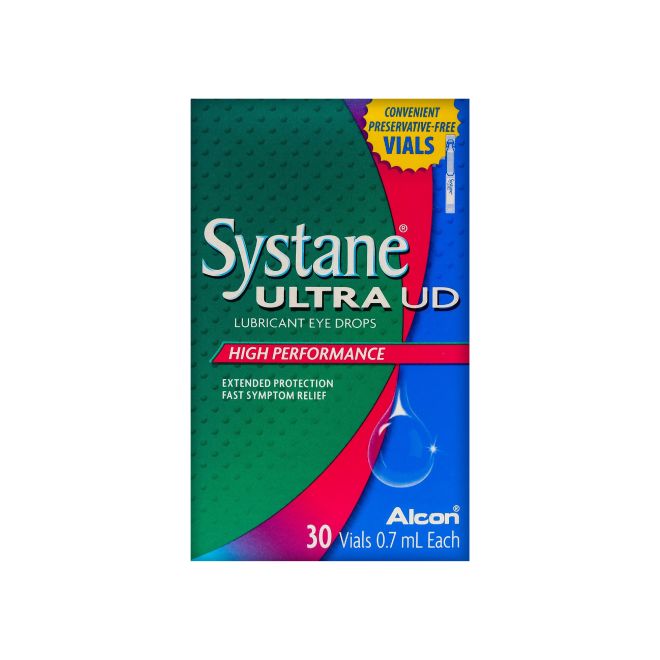 CONVENIENT
PRESERVATIVE-FREE
VIALS
Systane®
ULTRA UD
LUBRICANT EYE DROPS
HIGH PERFORMANCE
EXTENDED PROTECTION
FAST SYMPTOM RELIEF
Alcon®
30 Vials 0.7 mL Each